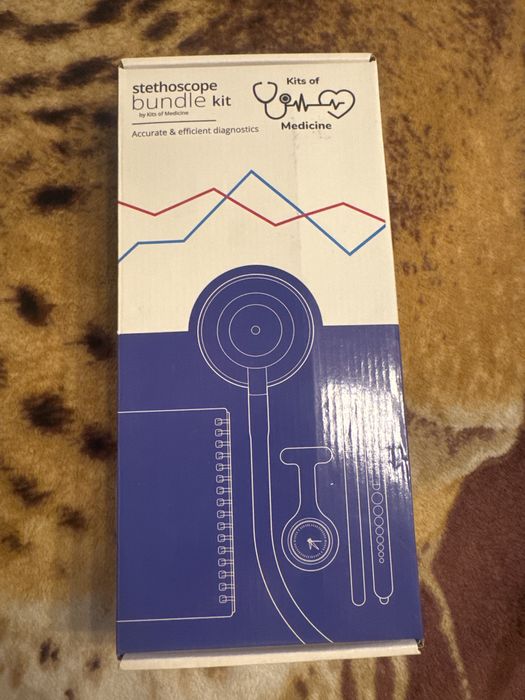 stethoscope
bundle kit
by Kits of Medicine
Accurate & efficient diagnostics
Kits of
Medicine